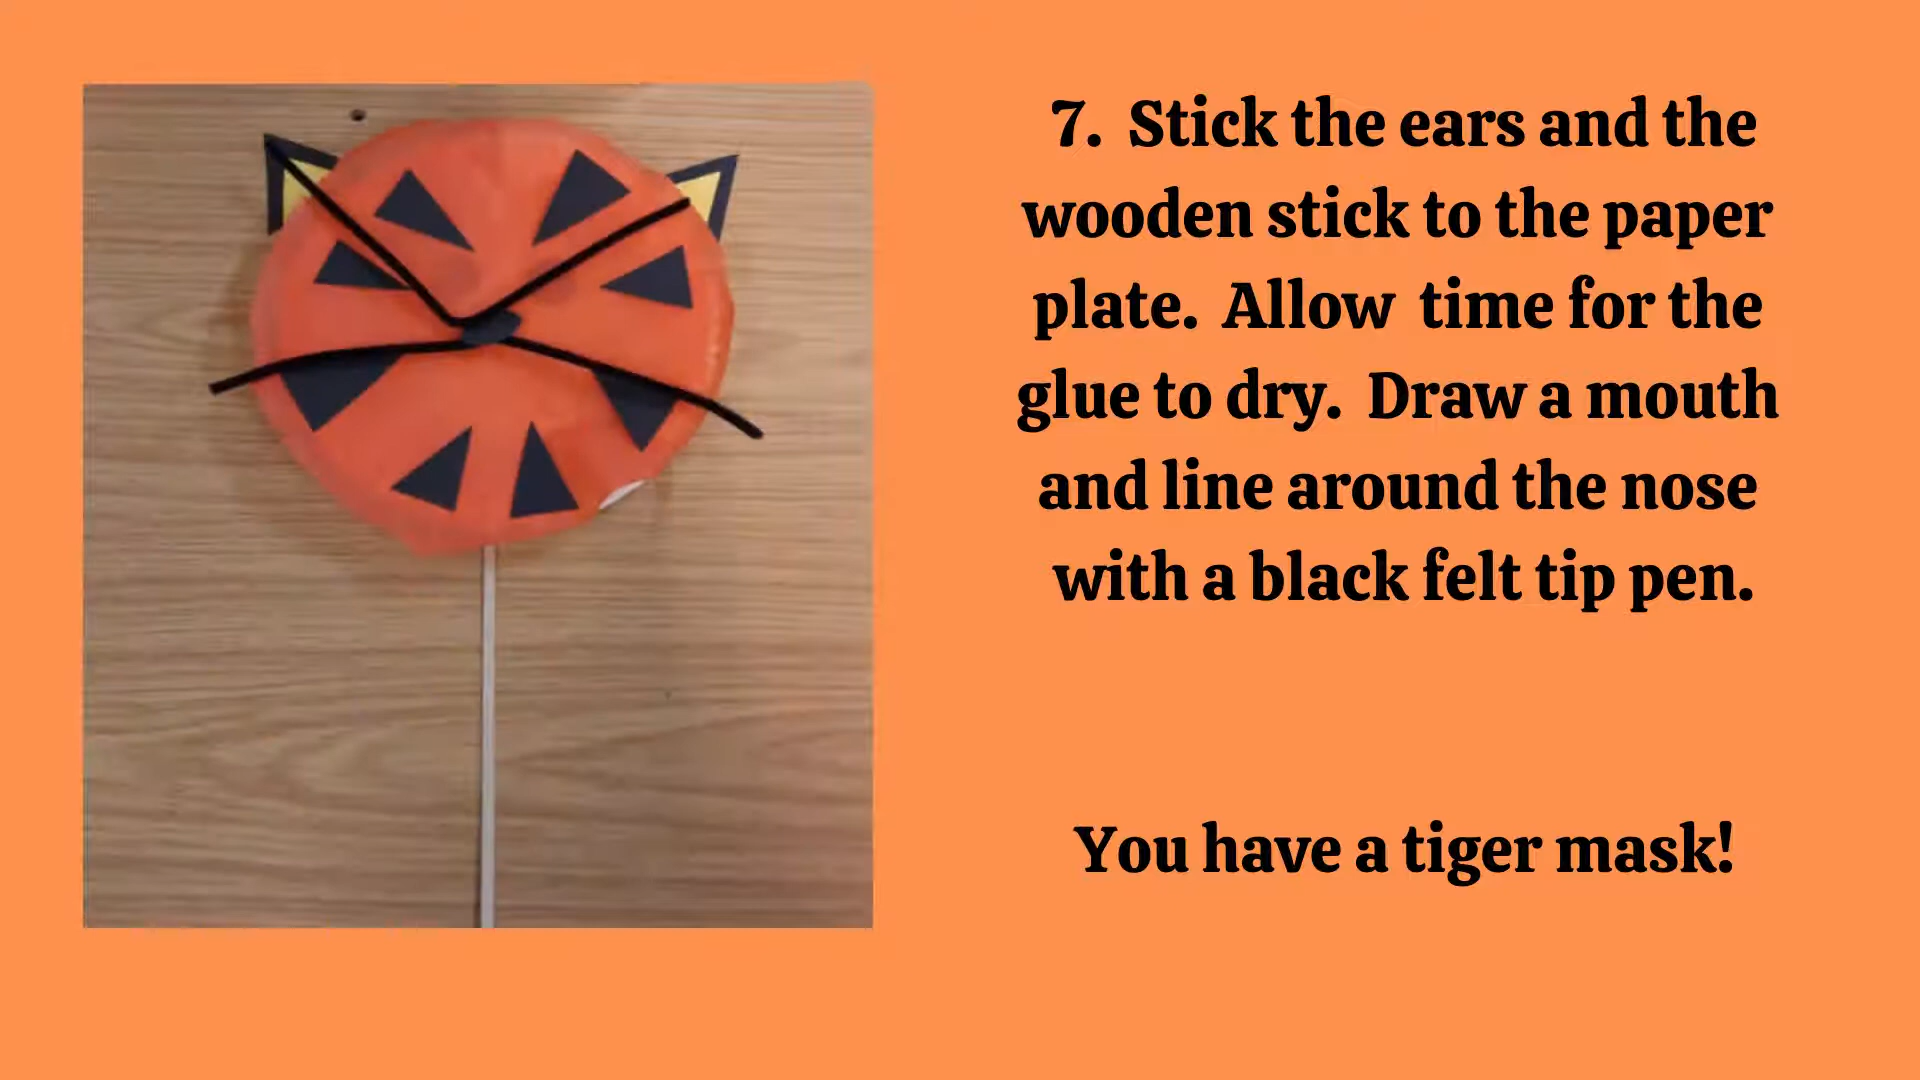 7. Stick the ears and the
wooden stick to the paper
plate. Allow time for the
glue to dry. Draw a mouth
and line around the nose
with a black felt tip pen.
You have a tiger mask!